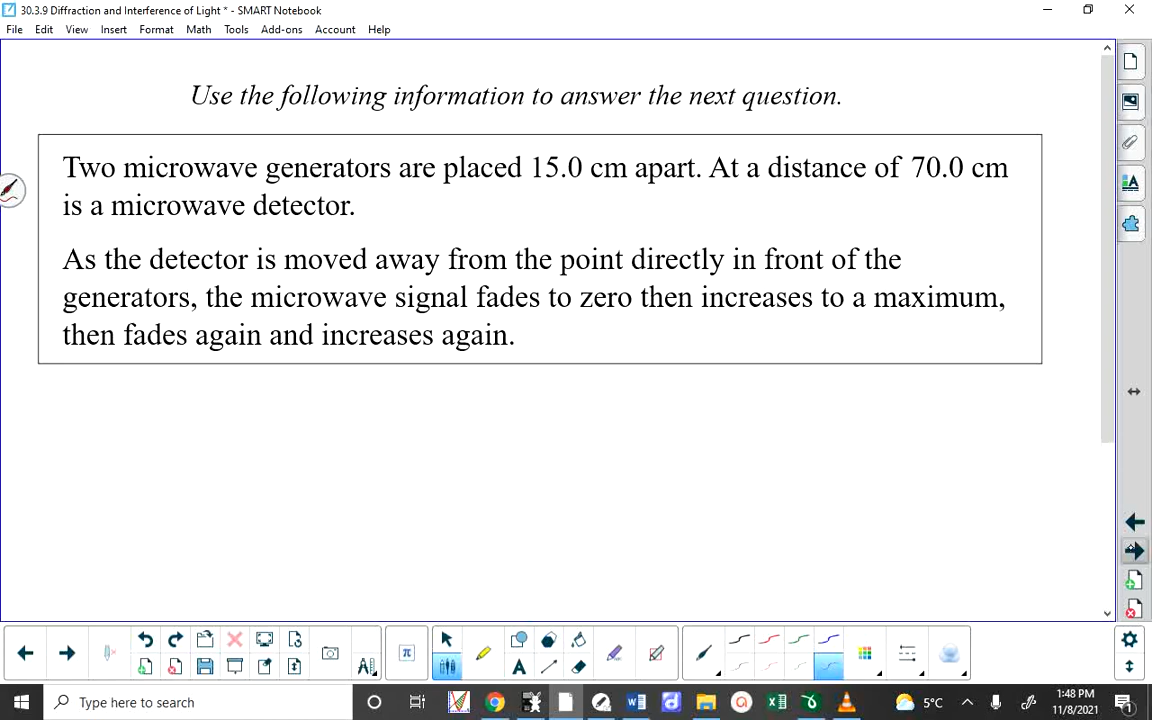 30.3.9 Diffraction and Interference of Light * - SMART Notebook
File Edit View Insert Format Math Tools Add-ons Account Help
Use the following information to answer the next question.
Two microwave generators are placed 15.0 cm apart. At a distance of 70.0 cm
is a microwave detector.
As the detector is moved away from the point directly in front of the
generators, the microwave signal fades to zero then increases to a maximum,
then fades again and increases again.
Type here to search
5°C
1:48 PM
11/8/2021
1